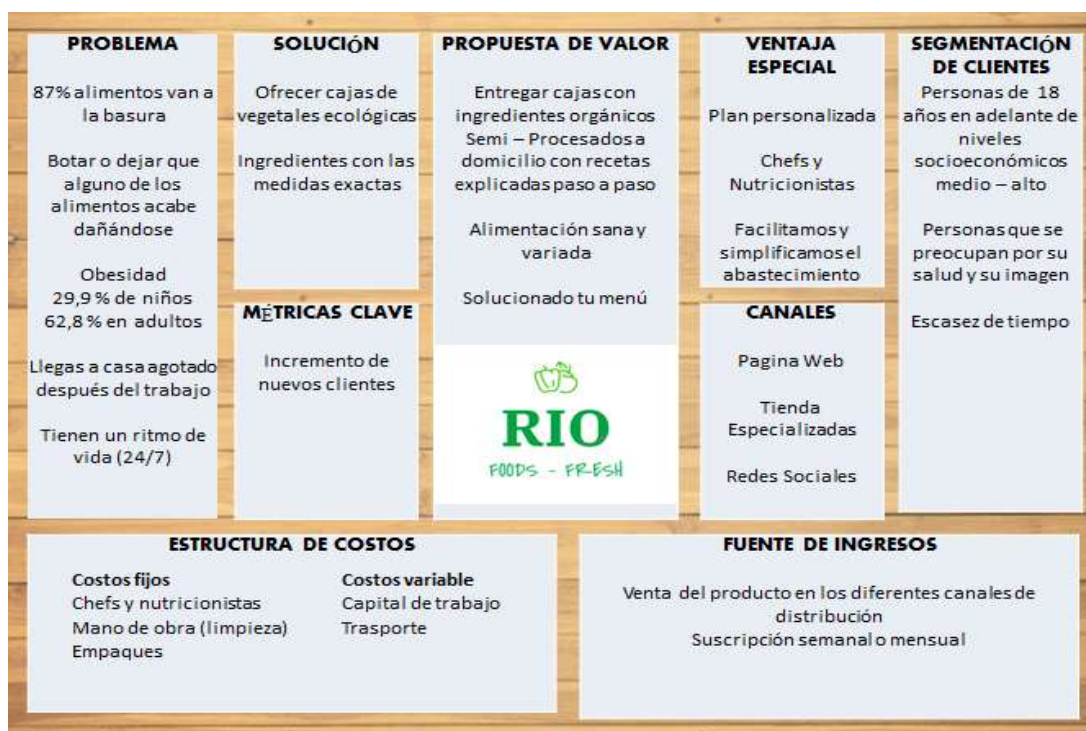 PROBLEMA
87% alimentos van a
la basura
Botar o dejar que
alguno de los
alimentos acabe
dañándose
Obesidad
29,9 % de niños
62,8 % en adultos
Llegas a casa agotado
después del trabajo
Tienen un ritmo de
vida (24/7)
SOLUCIÓN
Ofrecer cajas de
vegetales ecológicas
Ingredientes con las
medidas exactas
MÉTRICAS CLAVE
Incremento de
nuevos clientes
PROPUESTA DE VALOR
Entregar cajas con
ingredientes orgánicos
Semi – Procesados a
domicilio con recetas
explicadas paso a paso
Alimentación sana y
variada
Solucionado tu menú
RIO
FOODS - FRESH
VENTAJA
ESPECIAL
Plan personalizada
Chefs y
Nutricionistas
Facilitamos y
simplificamos el
abastecimiento
CANALES
Pagina Web
Tienda
Especializadas
Redes Sociales
SEGMENTACIÓN
DE CLIENTES
Personas de 18
años en adelante de
niveles
socioeconómicos
medio – alto
Personas que se
preocupan por su
salud y su imagen
Escasez de tiempo
ESTRUCTURA DE COSTOS
Costos fijos
Chefs y nutricionistas
Mano de obra (limpieza)
Empaques
Costos variable
Capital de trabajo
Trasporte
FUENTE DE INGRESOS
Venta del producto en los diferentes canales de
distribución
Suscripción semanal o mensual